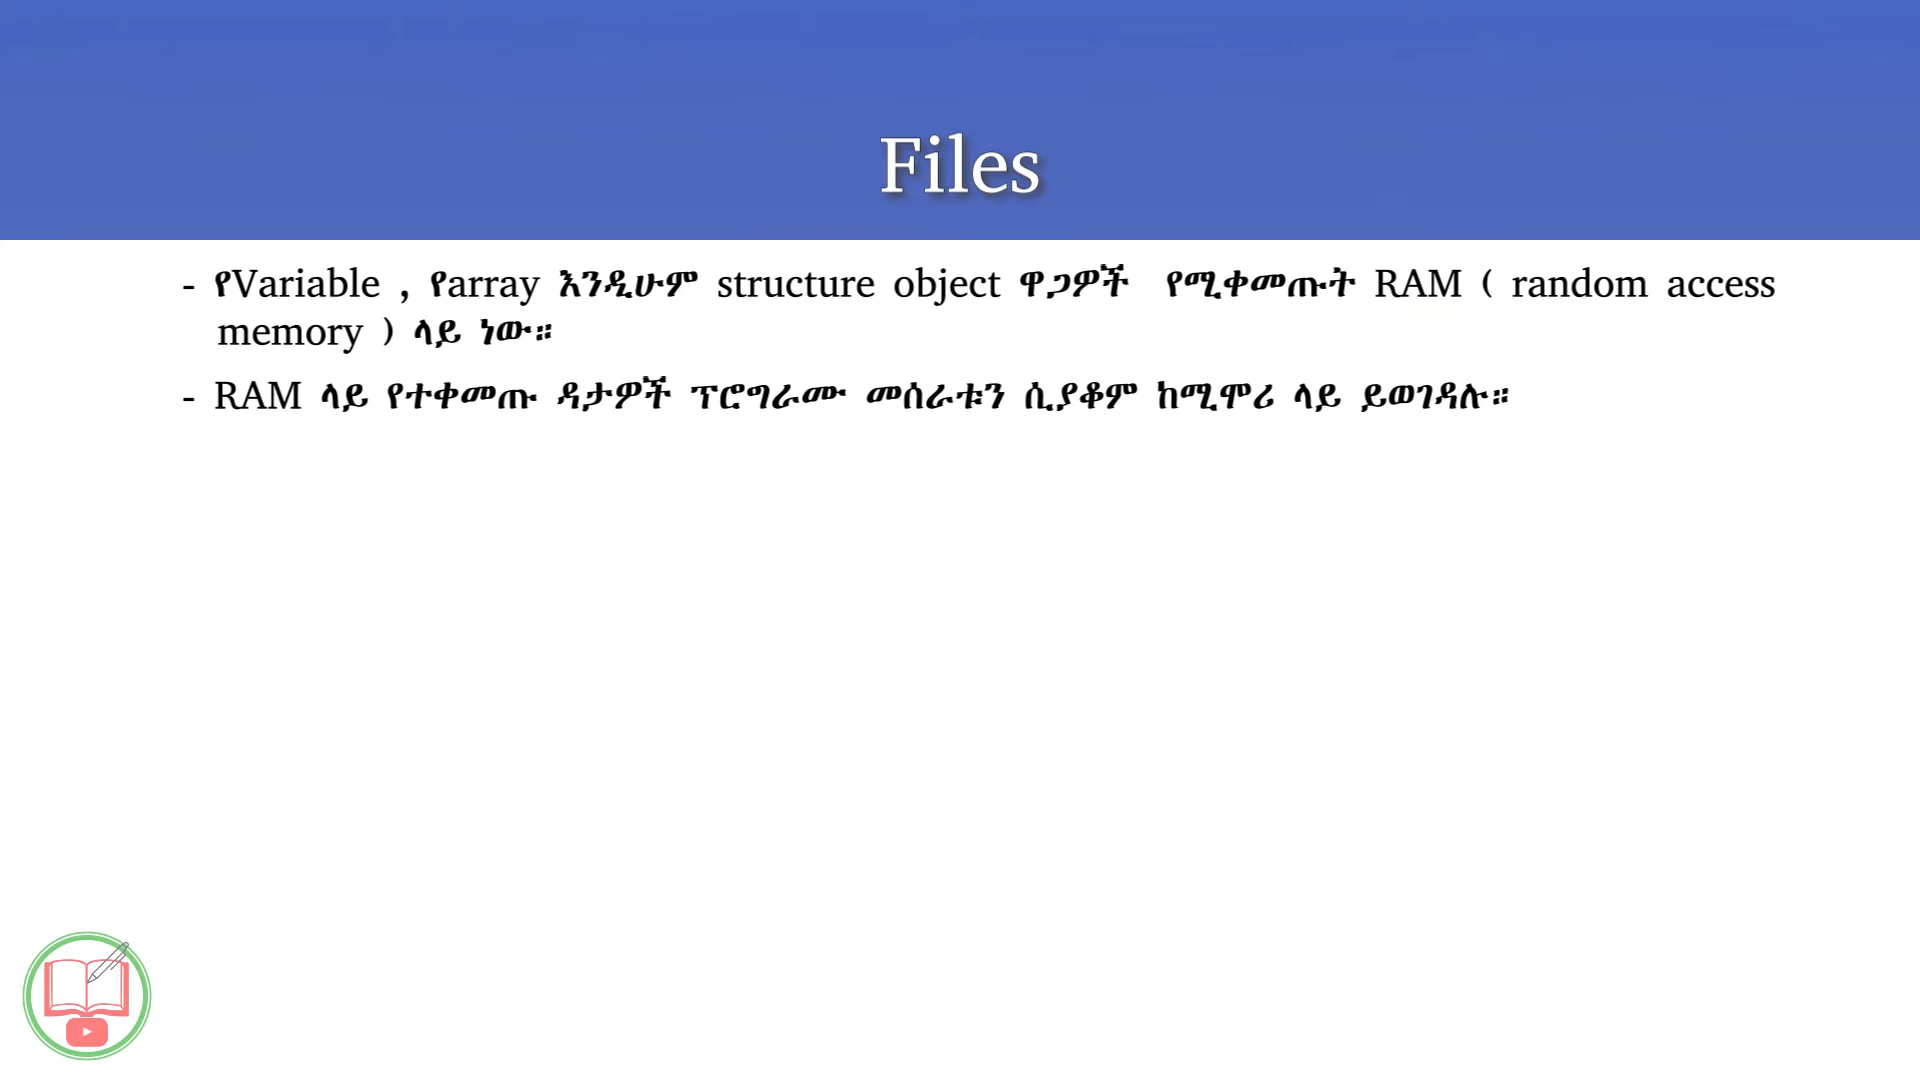 Files
- የVariable , የarray እንዲሁም structure object ዋጋዎች የሚቀመጡት RAM ( random access
memory ) ላይ ነው።
- RAM ላይ የተቀመጡ ዳታዎች ፕሮግራሙ መሰራቱን ሲያቆም ከሚሞሪ ላይ ይወገዳሉ።